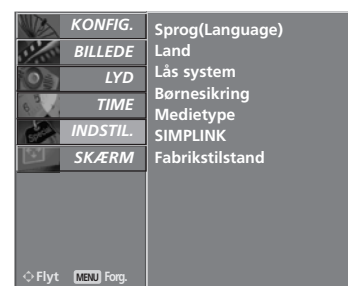 KONFIG.
BILLEDE
LYD
TIME
INDSTIL.
SKÆRM
Sprog(Language)
Land
Lås system
Børnesikring
Medietype
SIMPLINK
Fabrikstilstand
Flyt MENU Forg.